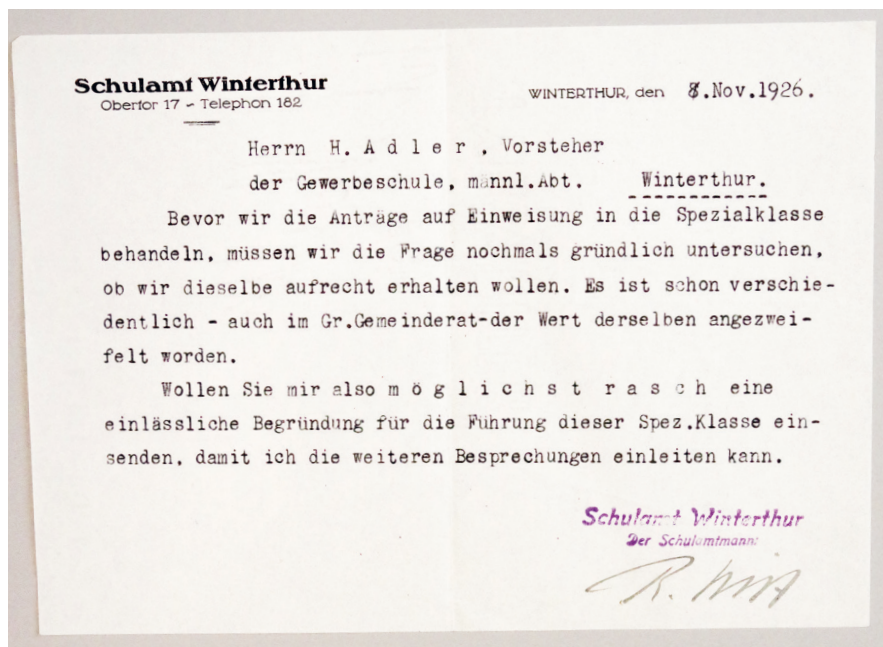 Schulamt Winterthur
Obertor 17 – Telephon 182
WINTERTHUR, den 8.Nov.1926.
Herrn H. A d l e r , Vorsteher
der Gewerbeschule, männl.Abt. Winterthur.
Bevor wir die Anträge auf Einweisung in die Spezialklasse
behandeln, müssen wir die Frage nochmals gründlich untersuchen,
ob wir dieselbe aufrecht erhalten wollen. Es ist schon verschie-
dentlich - auch im Gr.Gemeinderat-der Wert derselben angezwei-
felt worden.
Wollen Sie mir also m ö g l i c h s t r a s c h eine
einlässliche Begründung für die Führung dieser Spez.Klasse ein-
senden, damit ich die weiteren Besprechungen einleiten kann.
Schulamt Winterthur
Der Schulamtmann:
R. Wirt